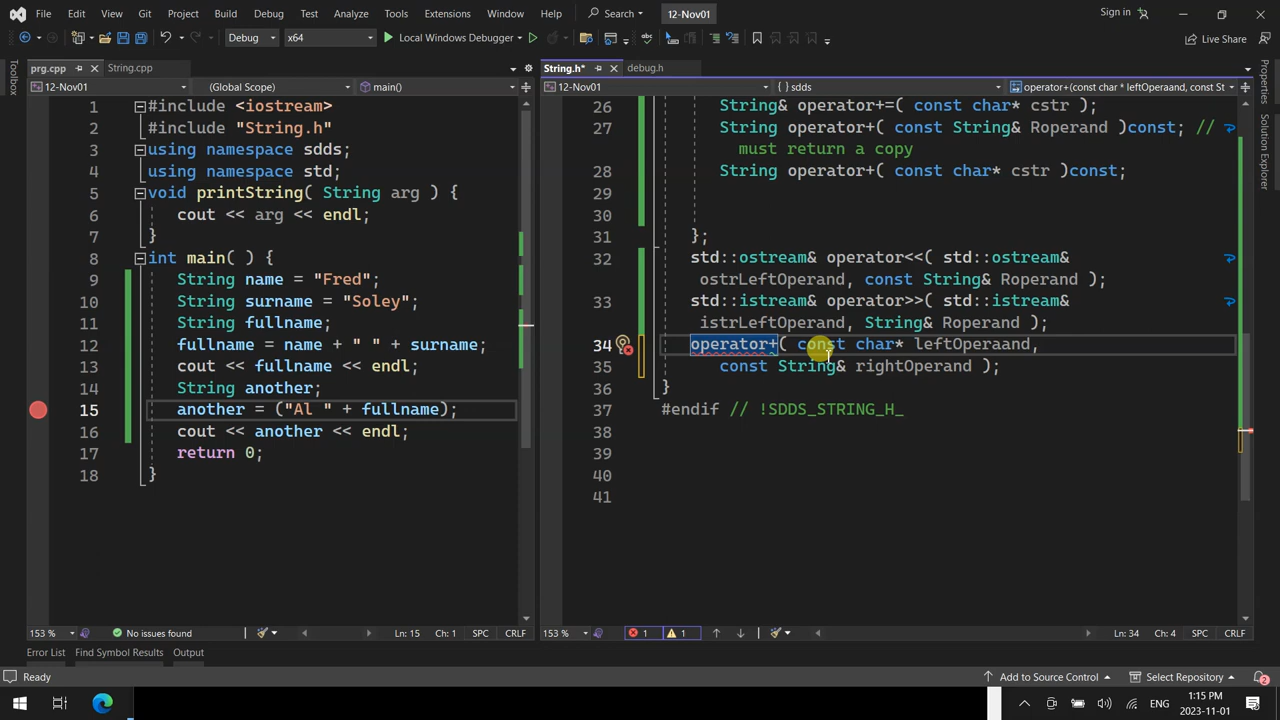 File Edit View Git Project Build Debug Test Analyze Tools Extensions Window Help Search 12-Nov01 Sign in
Debug x64 Local Windows Debugger Live Share
Toolbox
prg.cpp String.cpp
12-Nov01 (Global Scope) main()
1 #include <iostream>
2 #include "String.h"
3 using namespace sdds;
4 using namespace std;
5 void printString( String arg ) {
6 cout << arg << endl;
7 }
8 int main( ) {
9 String name = "Fred";
10 String surname = "Soley";
11 String fullname;
12 fullname = name + " " + surname;
13 cout << fullname << endl;
14 String another;
15 another = ("Al " + fullname);
16 cout << another << endl;
17 return 0;
18 }
153 % No issues found Ln: 15 Ch: 1 SPC CRLF
String.h* debug.h
12-Nov01 sdds operator+(const char * leftOperaand, const St
26 String& operator+=( const char* cstr );
27 String operator+( const String& Roperand )const; //
must return a copy
28 String operator+( const char* cstr )const;
29
30
31 };
32 std::ostream& operator<<( std::ostream&
ostrLeftOperand, const String& Roperand );
33 std::istream& operator>>( std::istream&
istrLeftOperand, String& Roperand );
34 operator+( const char* leftOperaand,
35 const String& rightOperand );
36 }
37 #endif // !SDDS_STRING_H_
38
39
40
41
153 % 1 1 Ln: 34 Ch: 4 SPC CRLF
Properties
Solution Explorer
Error List Find Symbol Results Output
Ready Add to Source Control Select Repository 2
ENG 1:15 PM
2023-11-01